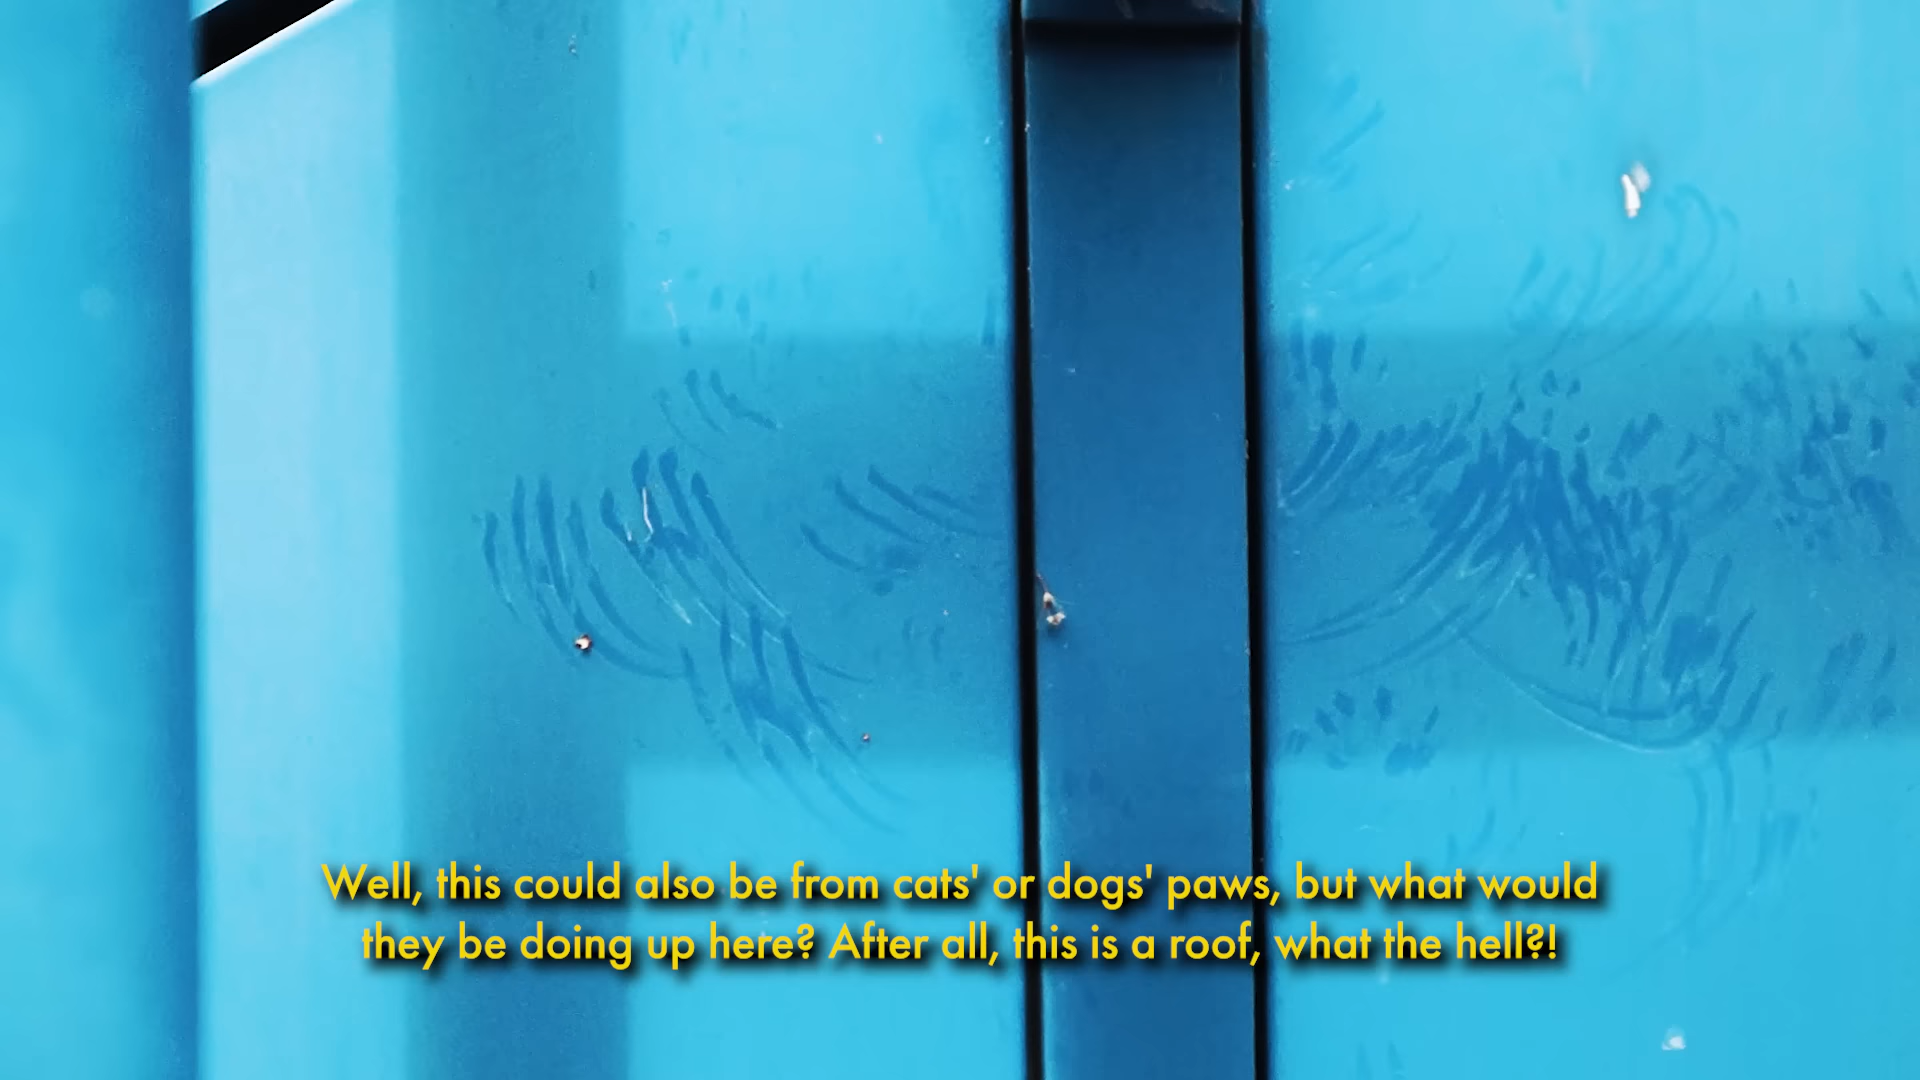 Well, this could also be from cats' or dogs' paws, but what would
they be doing up here? After all, this is a roof, what the hell?!